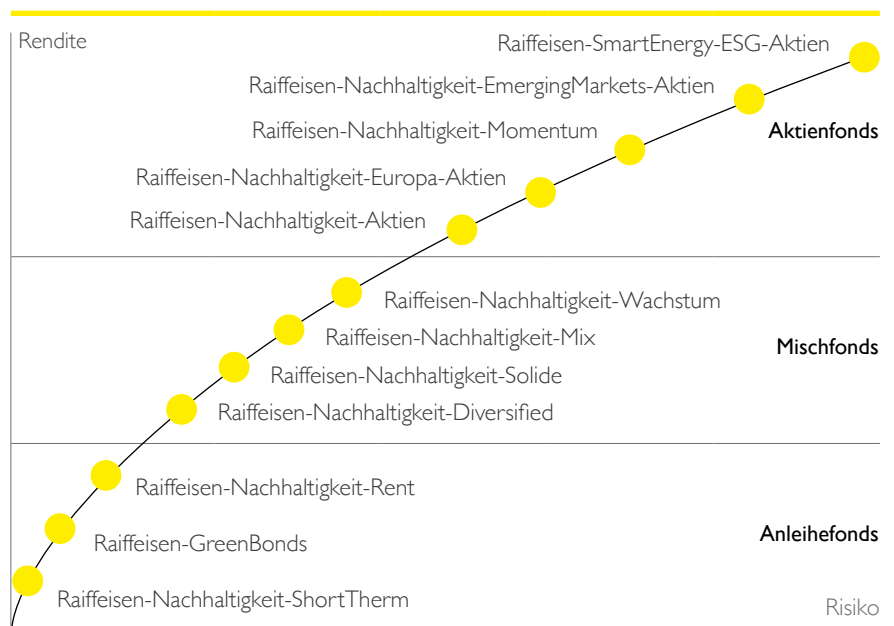 Rendite
Raiffeisen-SmartEnergy-ESG-Aktien
Raiffeisen-Nachhaltigkeit-EmergingMarkets-Aktien
Raiffeisen-Nachhaltigkeit-Momentum
Aktienfonds
Raiffeisen-Nachhaltigkeit-Europa-Aktien
Raiffeisen-Nachhaltigkeit-Aktien
Raiffeisen-Nachhaltigkeit-Wachstum
Raiffeisen-Nachhaltigkeit-Mix
Mischfonds
Raiffeisen-Nachhaltigkeit-Solide
Raiffeisen-Nachhaltigkeit-Diversified
Raiffeisen-Nachhaltigkeit-Rent
Anleihefonds
Raiffeisen-GreenBonds
Raiffeisen-Nachhaltigkeit-ShortTherm
Risiko